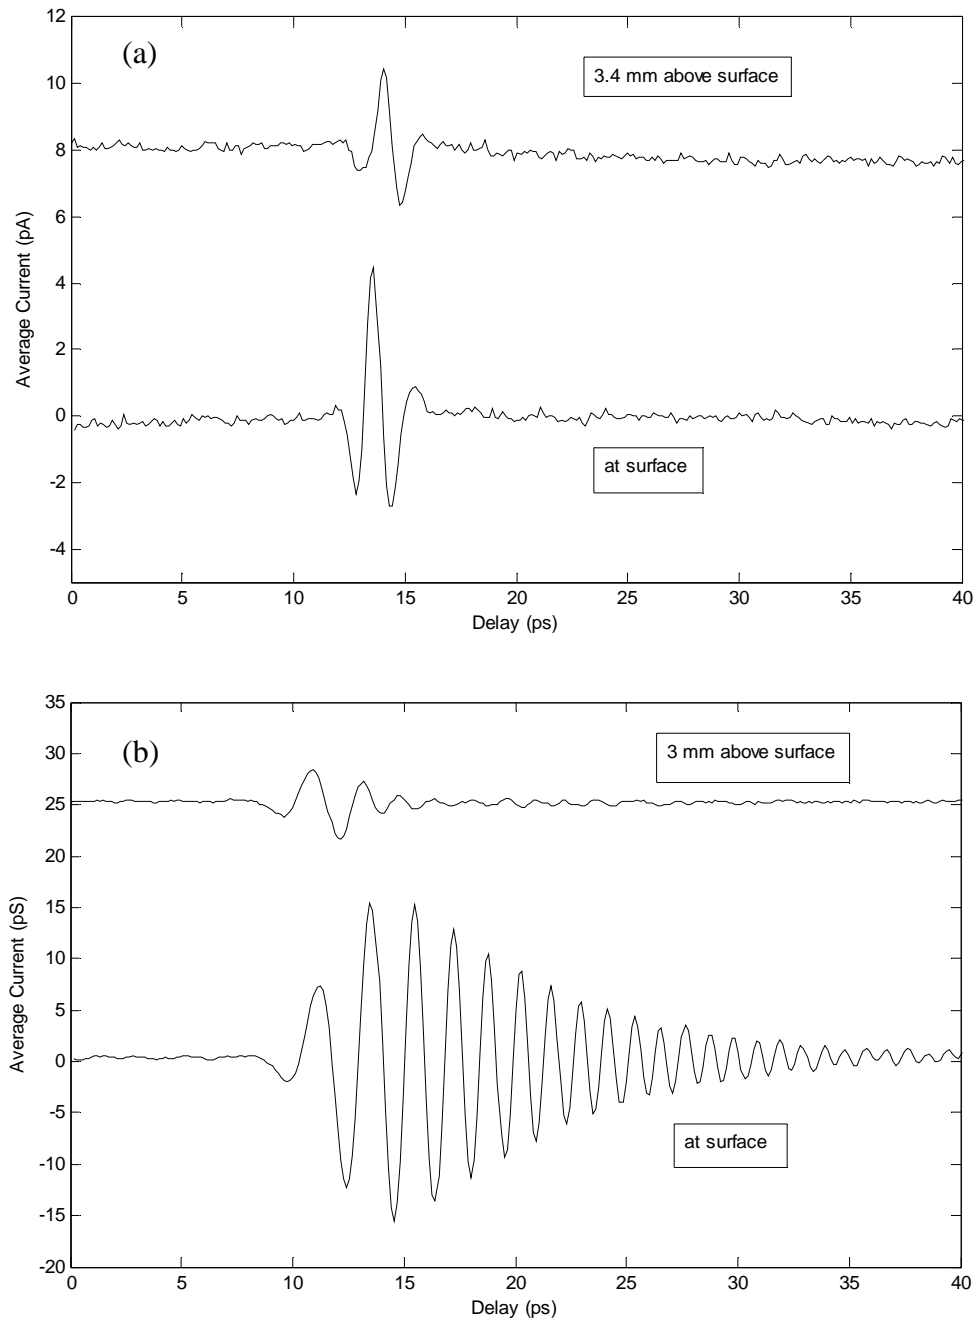 12
(a)
3.4 mm above surface
10
8
6
Average Current (pA)
4
2
0
at surface
-2
-4
0 5 10 15 20 25 30 35 40
Delay (ps)
35
(b)
3 mm above surface
30
25
20
15
Average Current (pS)
10
5
0
-5
at surface
-10
-15
-20
0 5 10 15 20 25 30 35 40
Delay (ps)